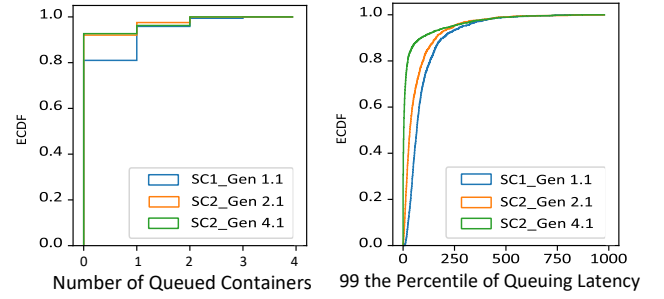 1.0
0.8
0.6
0.4
0.2
0.0
ECDF
SC1_Gen 1.1
SC2_Gen 2.1
SC2_Gen 4.1
0 1 2 3 4
Number of Queued Containers
1.0
0.8
0.6
0.4
0.2
0.0
ECDF
SC1_Gen 1.1
SC2_Gen 2.1
SC2_Gen 4.1
0 250 500 750 1000
99 the Percentile of Queuing Latency